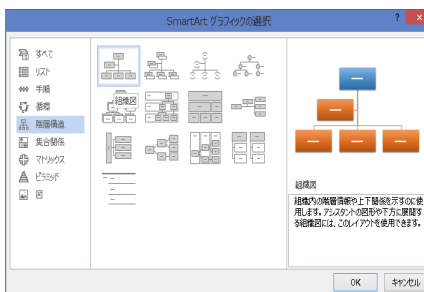 SmartArt グラフィックの選択
すべて
リスト
手順
循環
階層構造
集合関係
マトリックス
ピラミッド
図
組織図
組織図
組織内の階層情報や上下関係を示すのに使
用します。アシスタントの図形や下方に展開す
る組織図には、このレイアウトを使用できます。
OK
キャンセル